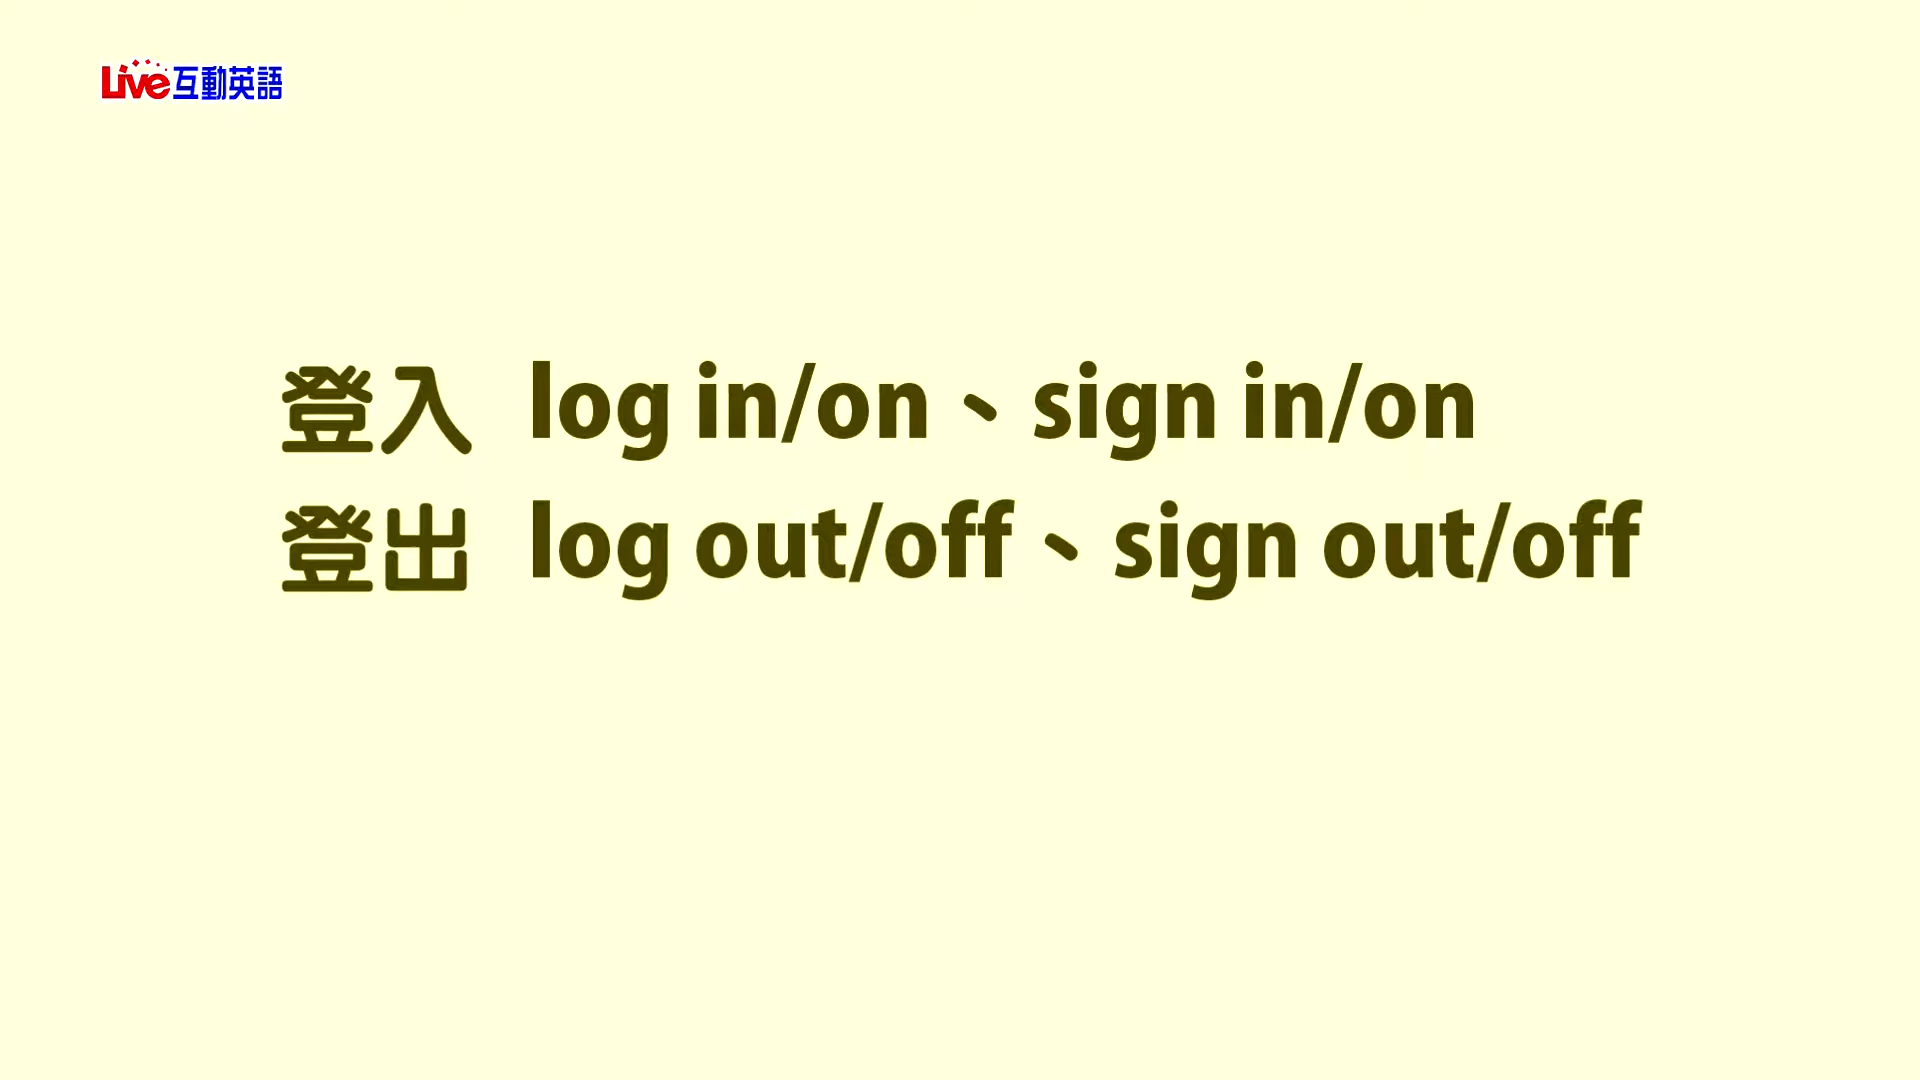 Live互動英語
登入 log in/on、sign in/on
登出 log out/off、sign out/off